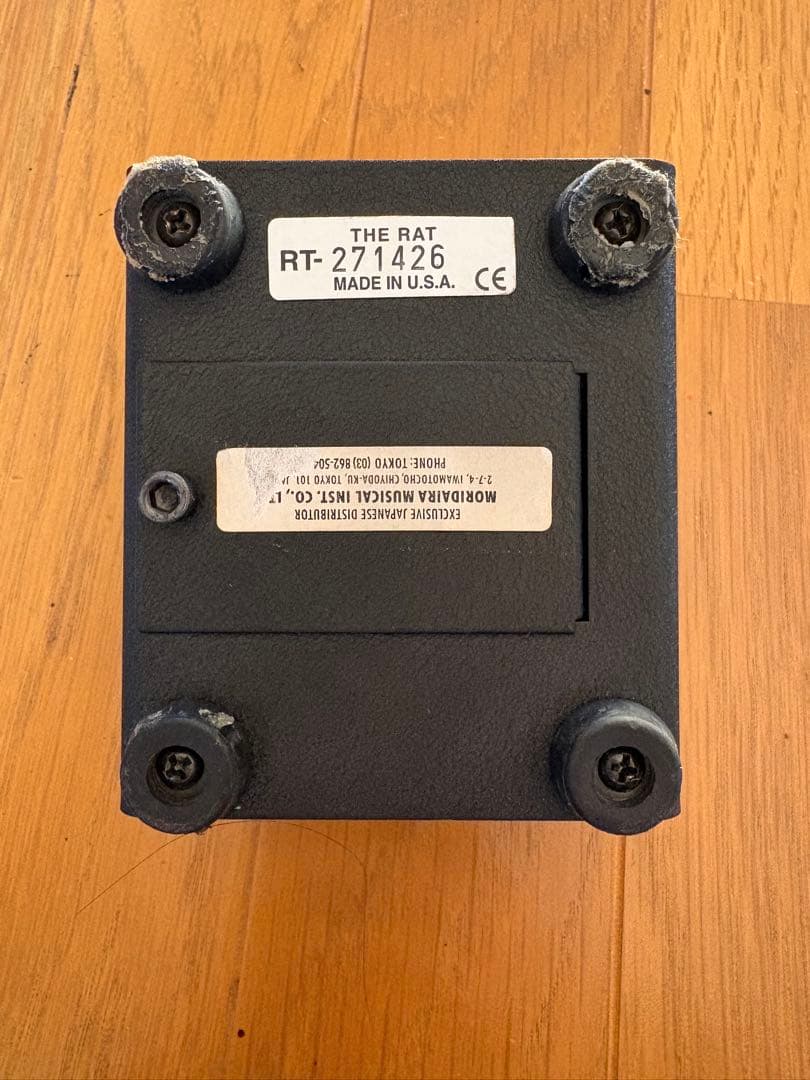 THE RAT
RT- 271426
MADE IN U.S.A. CE
EXCLUSIVE JAPANESE DISTRIBUTOR
MORIDAIRA MUSICAL INST. CO.,
2-7-4, IWAMOTOCHO, CHIYODA-KU, TOKYO 101,
PHONE: TOKYO (03) 862-504